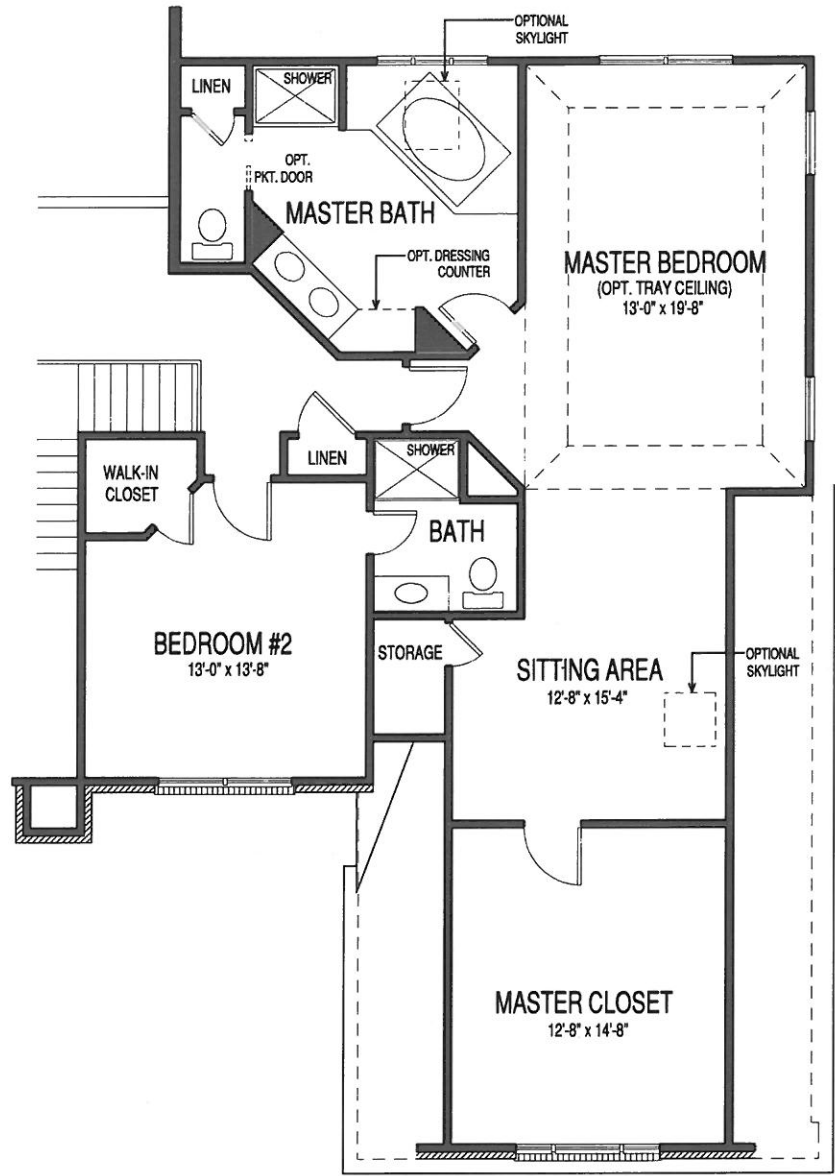 OPTIONAL
SKYLIGHT
LINEN
SHOWER
OPT.
PKT. DOOR
MASTER BATH
OPT. DRESSING
COUNTER
MASTER BEDROOM
(OPT. TRAY CEILING)
13'-0" x 19'-8"
WALK-IN
CLOSET
LINEN
SHOWER
BATH
BEDROOM #2
13'-0" x 13'-8"
STORAGE
SITTING AREA
12'-8" x 15'-4"
OPTIONAL
SKYLIGHT
MASTER CLOSET
12'-8" x 14'-8"